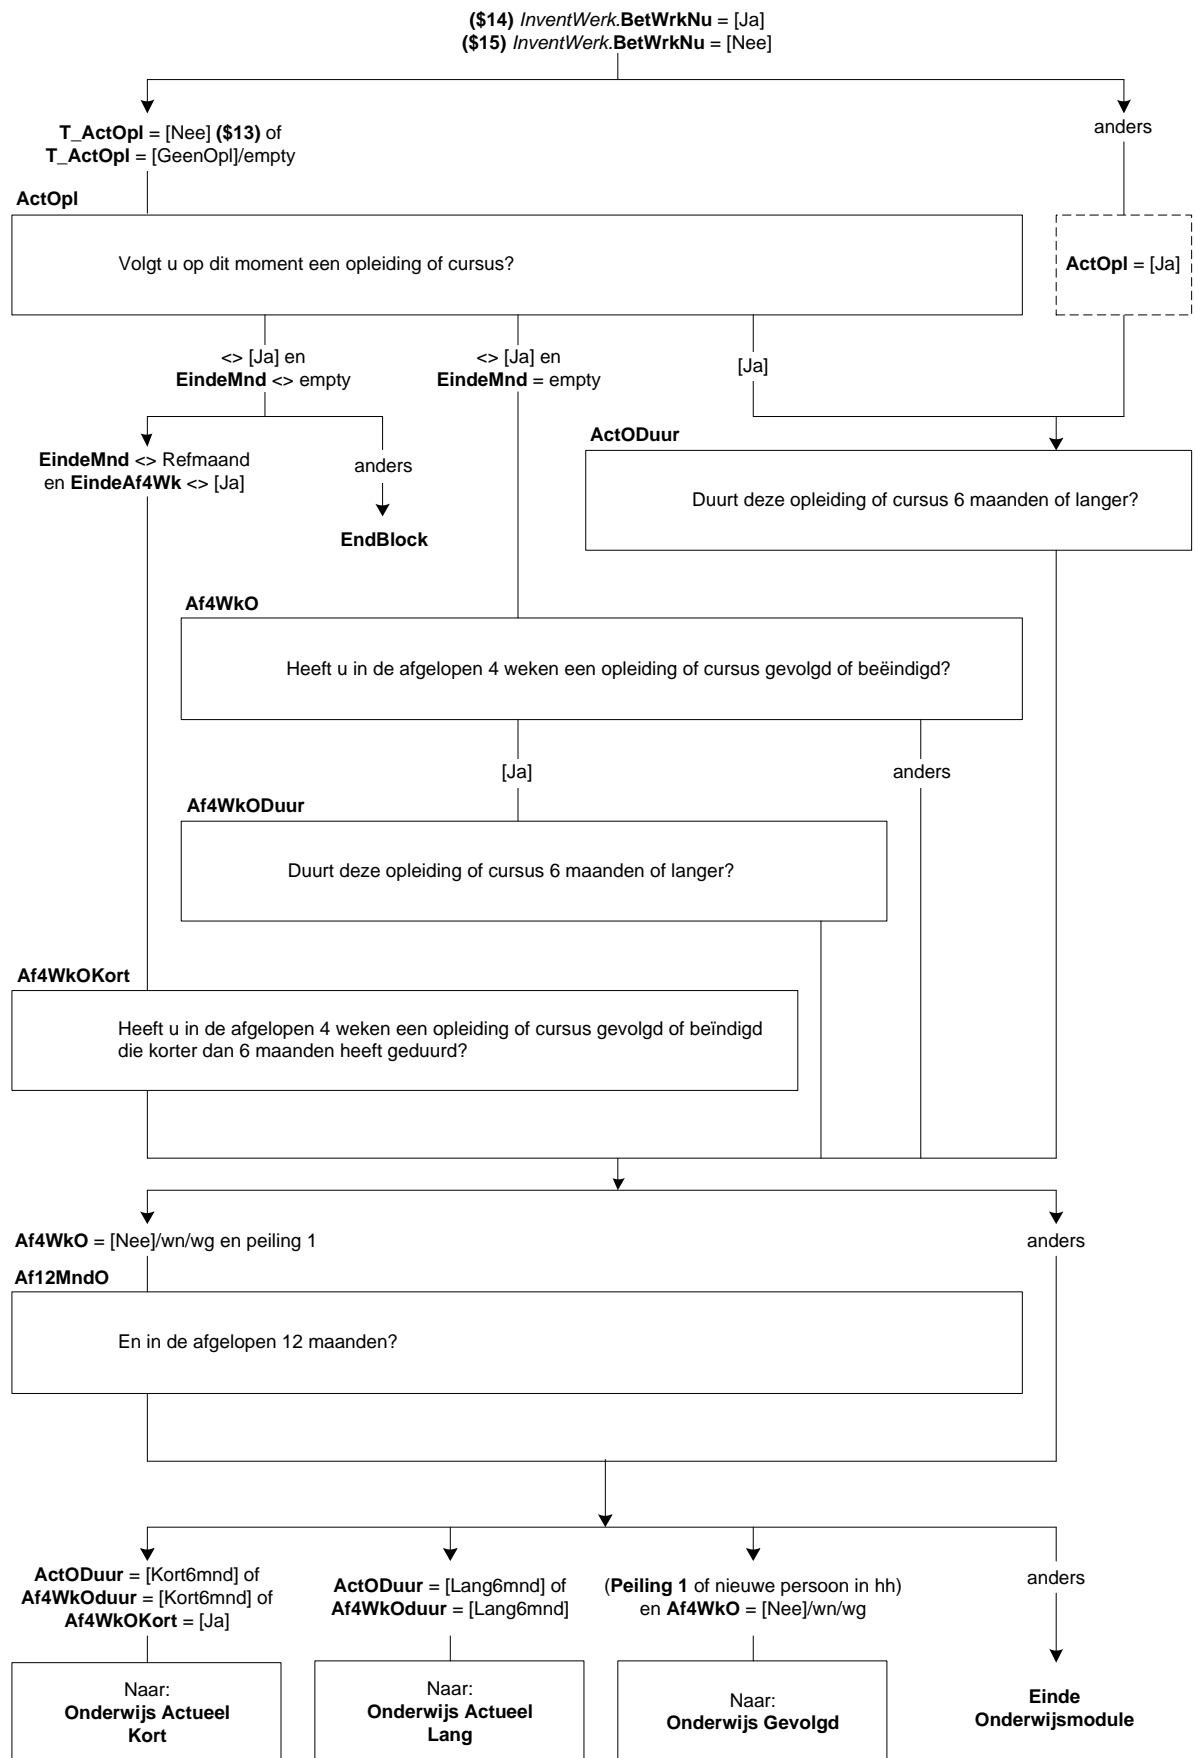 ($14) InventWerk.BetWrkNu = [Ja]
($15) InventWerk.BetWrkNu = [Nee]
T_ActOpl = [Nee] ($13) of
T_ActOpl = [GeenOpl]/empty
anders
ActOpl
Volgt u op dit moment een opleiding of cursus?
ActOpl = [Ja]
<> [Ja] en
EindeMnd <> empty
<> [Ja] en
EindeMnd = empty
[Ja]
EindeMnd <> Refmaand
en EindeAf4Wk <> [Ja]
anders
EndBlock
ActODuur
Duurt deze opleiding of cursus 6 maanden of langer?
Af4WkO
Heeft u in de afgelopen 4 weken een opleiding of cursus gevolgd of beëindigd?
[Ja]
anders
Af4WkODuur
Duurt deze opleiding of cursus 6 maanden of langer?
Af4WkOKort
Heeft u in de afgelopen 4 weken een opleiding of cursus gevolgd of beïndigd
die korter dan 6 maanden heeft geduurd?
Af4WkO = [Nee]/wn/wg en peiling 1
anders
Af12MndO
En in de afgelopen 12 maanden?
ActODuur = [Kort6mnd] of
Af4WkOduur = [Kort6mnd] of
Af4WkOKort = [Ja]
ActODuur = [Lang6mnd] of
Af4WkOduur = [Lang6mnd]
(Peiling 1 of nieuwe persoon in hh)
en Af4WkO = [Nee]/wn/wg
anders
Naar:
Onderwijs Actueel
Kort
Naar:
Onderwijs Actueel
Lang
Naar:
Onderwijs Gevolgd
Einde
Onderwijsmodule